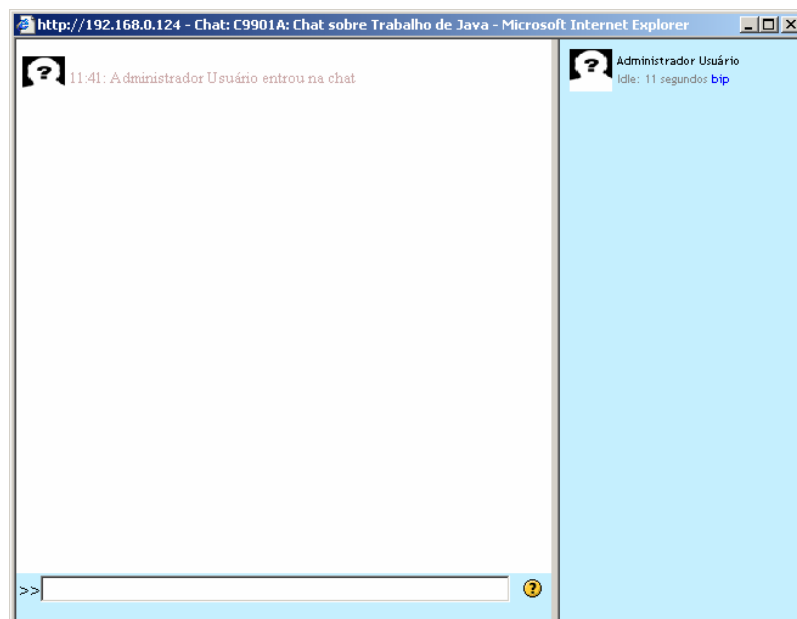 http://192.168.0.124 - Chat: C9901A: Chat sobre Trabalho de Java - Microsoft Internet Explorer
11:41: Administrador Usuário entrou na chat
Administrador Usuário
Idle: 11 segundos bip
>>